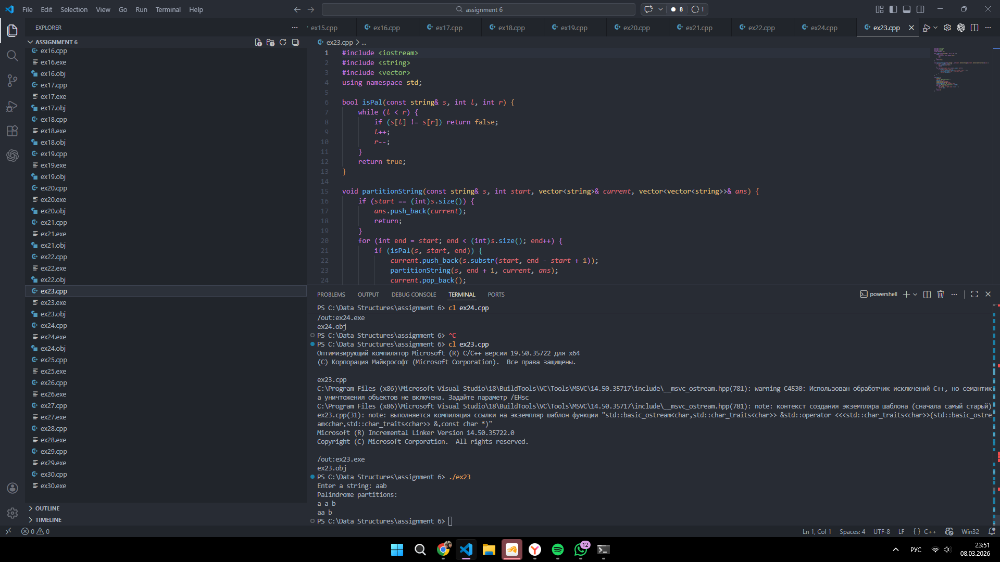 File Edit Selection View Go Run Terminal Help
assignment 6
8
1
EXPLORER
ex15.cpp ex16.cpp ex17.cpp ex18.cpp ex19.cpp ex20.cpp ex21.cpp ex22.cpp ex24.cpp ex23.cpp
ASSIGNMENT 6
ex16.cpp
ex16.exe
ex16.obj
ex17.cpp
ex17.exe
ex17.obj
ex18.cpp
ex18.exe
ex18.obj
ex19.cpp
ex19.exe
ex19.obj
ex20.cpp
ex20.exe
ex20.obj
ex21.cpp
ex21.exe
ex21.obj
ex22.cpp
ex22.exe
ex22.obj
ex23.cpp
ex23.exe
ex23.obj
ex24.cpp
ex24.exe
ex24.obj
ex25.cpp
ex25.exe
ex26.cpp
ex26.exe
ex27.cpp
ex27.exe
ex28.cpp
ex28.exe
ex29.cpp
ex29.exe
ex30.cpp
ex30.exe
OUTLINE
TIMELINE
ex23.cpp > ...
1 #include <iostream>
2 #include <string>
3 #include <vector>
4 using namespace std;
5
6 bool isPal(const string& s, int l, int r) {
7 while (l < r) {
8 if (s[l] != s[r]) return false;
9 l++;
10 r--;
11 }
12 return true;
13 }
14
15 void partitionString(const string& s, int start, vector<string>& current, vector<vector<string>>& ans) {
16 if (start == (int)s.size()) {
17 ans.push_back(current);
18 return;
19 }
20 for (int end = start; end < (int)s.size(); end++) {
21 if (isPal(s, start, end)) {
22 current.push_back(s.substr(start, end - start + 1));
23 partitionString(s, end + 1, current, ans);
24 current.pop_back();
PROBLEMS OUTPUT DEBUG CONSOLE TERMINAL PORTS
powershell
PS C:\Data Structures\assignment 6> cl ex24.cpp
/out:ex24.exe
ex24.obj
PS C:\Data Structures\assignment 6> ^C
PS C:\Data Structures\assignment 6> cl ex23.cpp
Оптимизирующий компилятор Microsoft (R) C/C++ версии 19.50.35722 для x64
(C) Корпорация Майкрософт (Microsoft Corporation).  Все права защищены.
ex23.cpp
C:\Program Files (x86)\Microsoft Visual Studio\18\BuildTools\VC\Tools\MSVC\14.50.35717\include\__msvc_ostream.hpp(781): warning C4530: Использован обработчик исключений C++, но семантик
а уничтожения объектов не включена. Задайте параметр /EHsc
C:\Program Files (x86)\Microsoft Visual Studio\18\BuildTools\VC\Tools\MSVC\14.50.35717\include\__msvc_ostream.hpp(781): note: контекст создания экземпляра шаблона (сначала самый старый)
ex23.cpp(31): note: выполняется компиляция ссылки на экземпляр шаблон функции "std::basic_ostream<char,std::char_traits<char>> &std::operator <<<std::char_traits<char>>(std::basic_ostre
am<char,std::char_traits<char>> &,const char *)"
Microsoft (R) Incremental Linker Version 14.50.35722.0
Copyright (C) Microsoft Corporation.  All rights reserved.
/out:ex23.exe
ex23.obj
PS C:\Data Structures\assignment 6> ./ex23
Enter a string: aab
Palindrome partitions:
a a b
aa b
PS C:\Data Structures\assignment 6>
0 0
Ln 1, Col 1 Spaces: 4 UTF-8 LF { } C++ Win32
12
РУС
23:51
08.03.2026